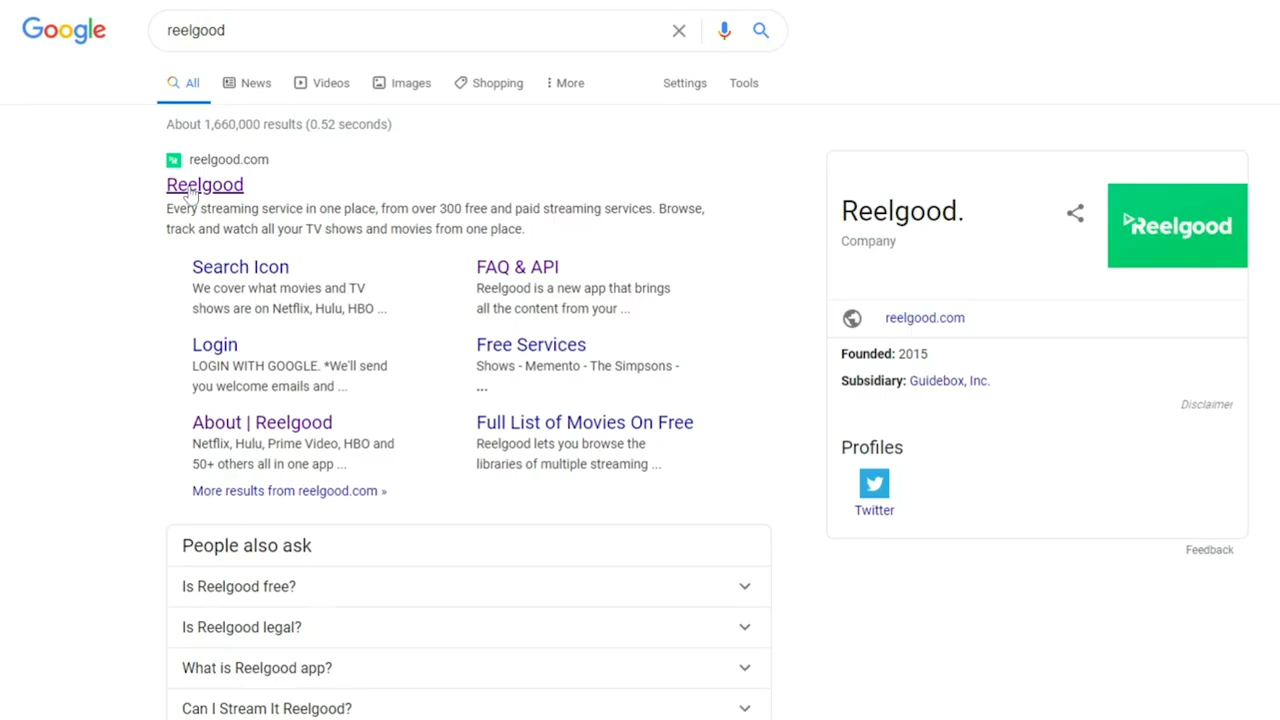 Google
reelgood
All
News
Videos
Images
Shopping
More
Settings
Tools
About 1,660,000 results (0.52 seconds)
reelgood.com
Reelgood
Every streaming service in one place, from over 300 free and paid streaming services. Browse,
track and watch all your TV shows and movies from one place.
Search Icon
We cover what movies and TV
shows are on Netflix, Hulu, HBO ...
FAQ & API
Reelgood is a new app that brings
all the content from your ...
Login
LOGIN WITH GOOGLE. *We'll send
you welcome emails and ...
Free Services
Shows - Memento - The Simpsons -
...
About | Reelgood
Netflix, Hulu, Prime Video, HBO and
50+ others all in one app ...
Full List of Movies On Free
Reelgood lets you browse the
libraries of multiple streaming ...
More results from reelgood.com »
People also ask
Is Reelgood free?
Is Reelgood legal?
What is Reelgood app?
Can I Stream It Reelgood?
Reelgood.
Company
Reelgood
reelgood.com
Founded: 2015
Subsidiary: Guidebox, Inc.
Disclaimer
Profiles
Twitter
Feedback